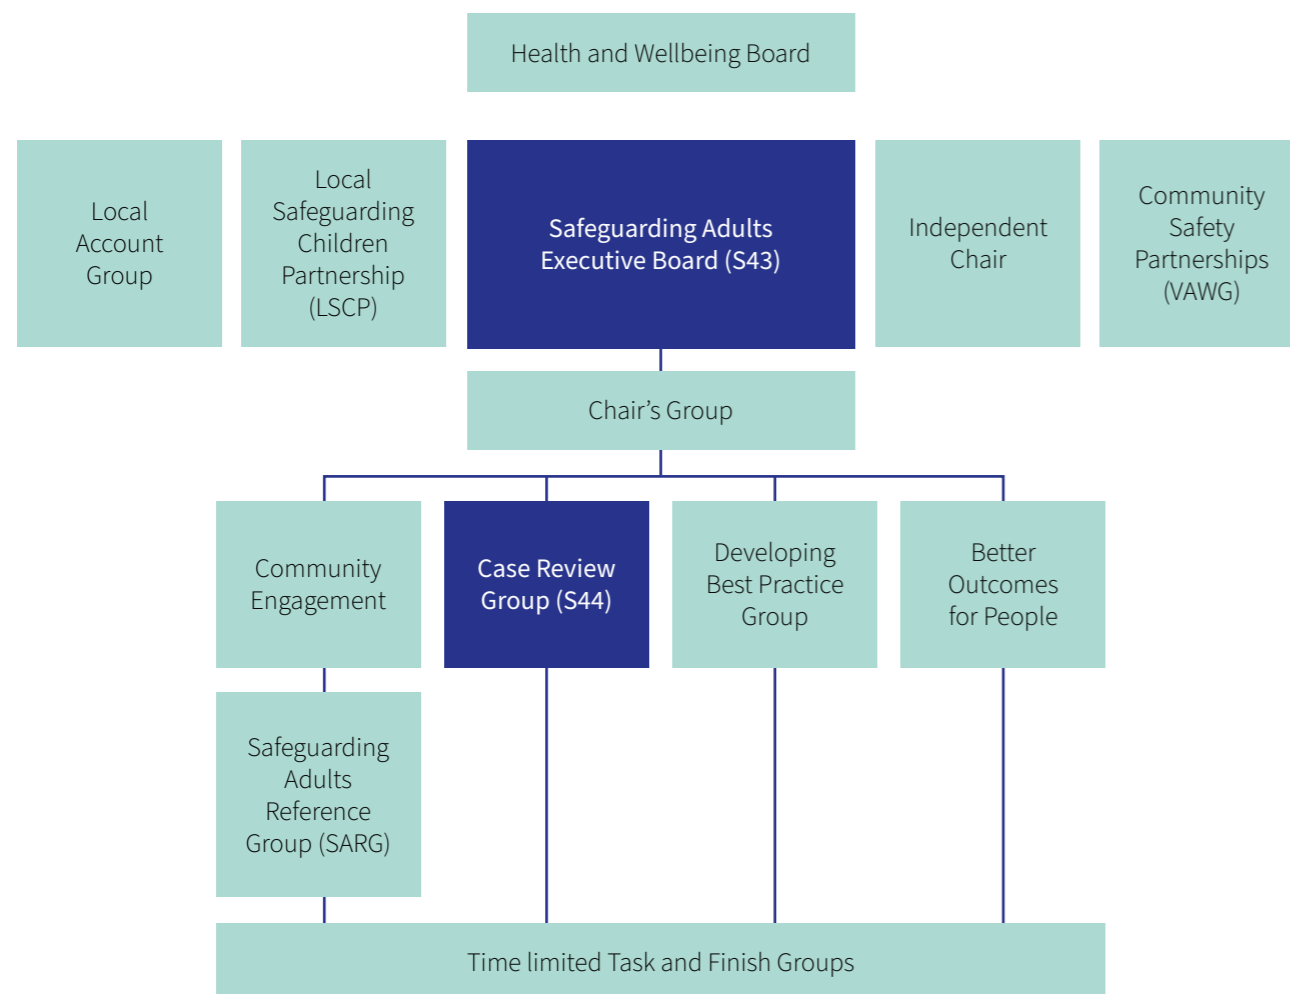 Health and Wellbeing Board
Local
Account
Group
Local
Safeguarding
Children
Partnership
(LSCP)
Safeguarding Adults
Executive Board (S43)
Independent
Chair
Community
Safety
Partnerships
(VAWG)
Chair’s Group
Community
Engagement
Case Review
Group (S44)
Developing
Best Practice
Group
Better
Outcomes
for People
Safeguarding
Adults
Reference
Group (SARG)
Time limited Task and Finish Groups